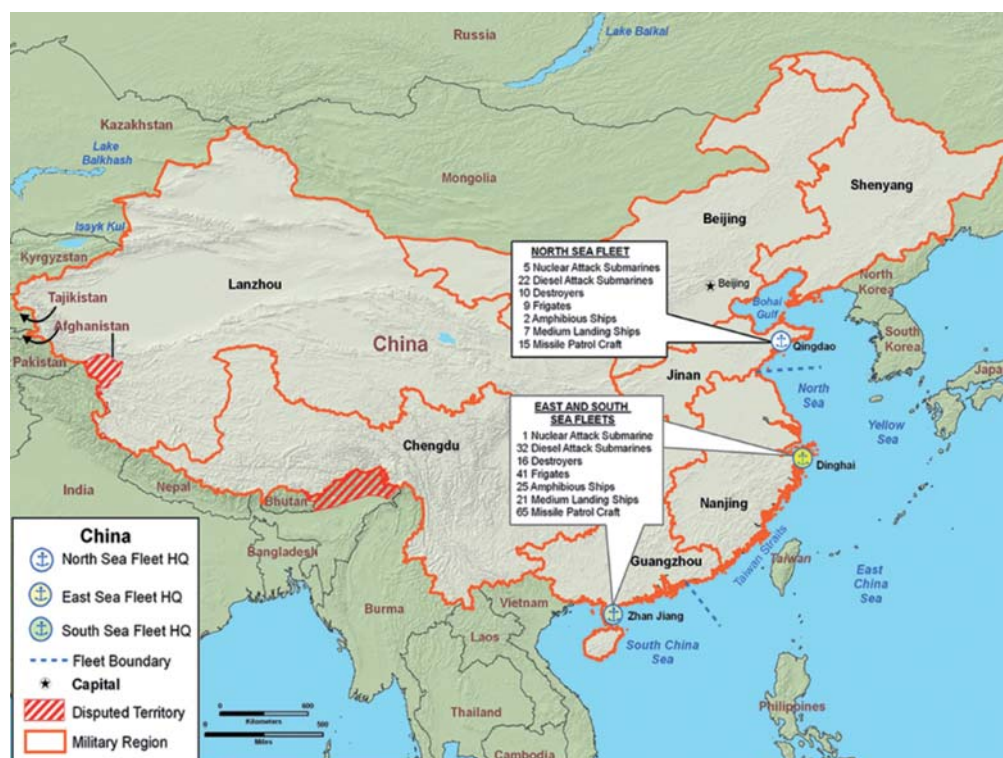 Russia
Lake Baikal
Kazakhstan
Lake
Balkhash
Mongolia
Shenyang
Beijing
Issyk Kul
Kyrgyzstan
NORTH SEA FLEET
5 Nuclear Attack Submarines
22 Diesel Attack Submarines
10 Destroyers
9 Frigates
2 Amphibious Ships
7 Medium Landing Ships
15 Missile Patrol Craft
Beijing
North
Korea
Lanzhou
Tajikistan
Bohai
Gulf
Afghanistan
China
South
Korea
Qingdao
Pakistan
Jinan
Japa
North
Sea
EAST AND SOUTH
SEA FLEETS
1 Nuclear Attack Submarine
32 Diesel Attack Submarines
16 Destroyers
41 Frigates
25 Amphibious Ships
21 Medium Landing Ships
65 Missile Patrol Craft
Yellow
Sea
Chengdu
Dinghai
India
Nepal
Bhutan
Nanjing
China
North Sea Fleet HQ
East Sea Fleet HQ
South Sea Fleet HQ
Fleet Boundary
Capital
Disputed Territory
Military Region
Bangladesh
Guangzhou
Taiwan Straits
Taiwan
East
China
Sea
Burma
Vietnam
Zhan Jiang
Laos
South China
Sea
0 600
Kilometers
0 500
Miles
Thailand
Philippines
Cambodia